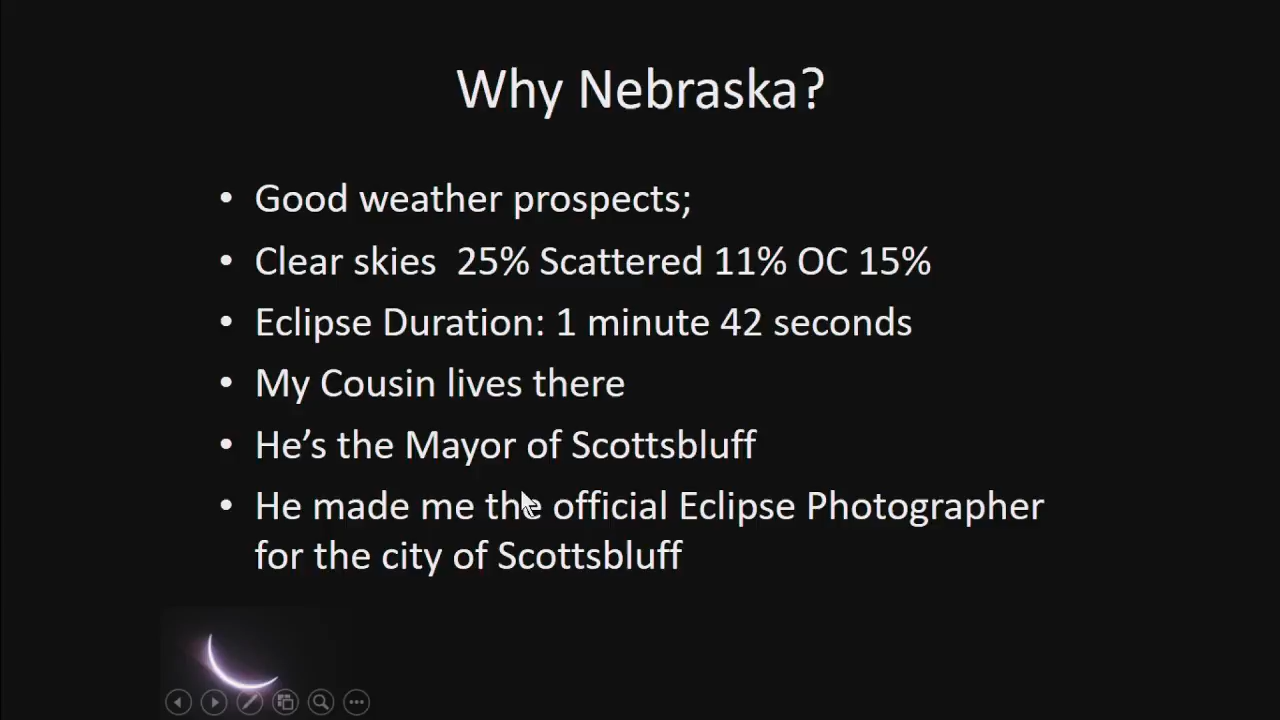 Why Nebraska?
• Good weather prospects;
• Clear skies  25% Scattered 11% OC 15%
• Eclipse Duration: 1 minute 42 seconds
• My Cousin lives there
• He’s the Mayor of Scottsbluff
• He made me the official Eclipse Photographer
for the city of Scottsbluff